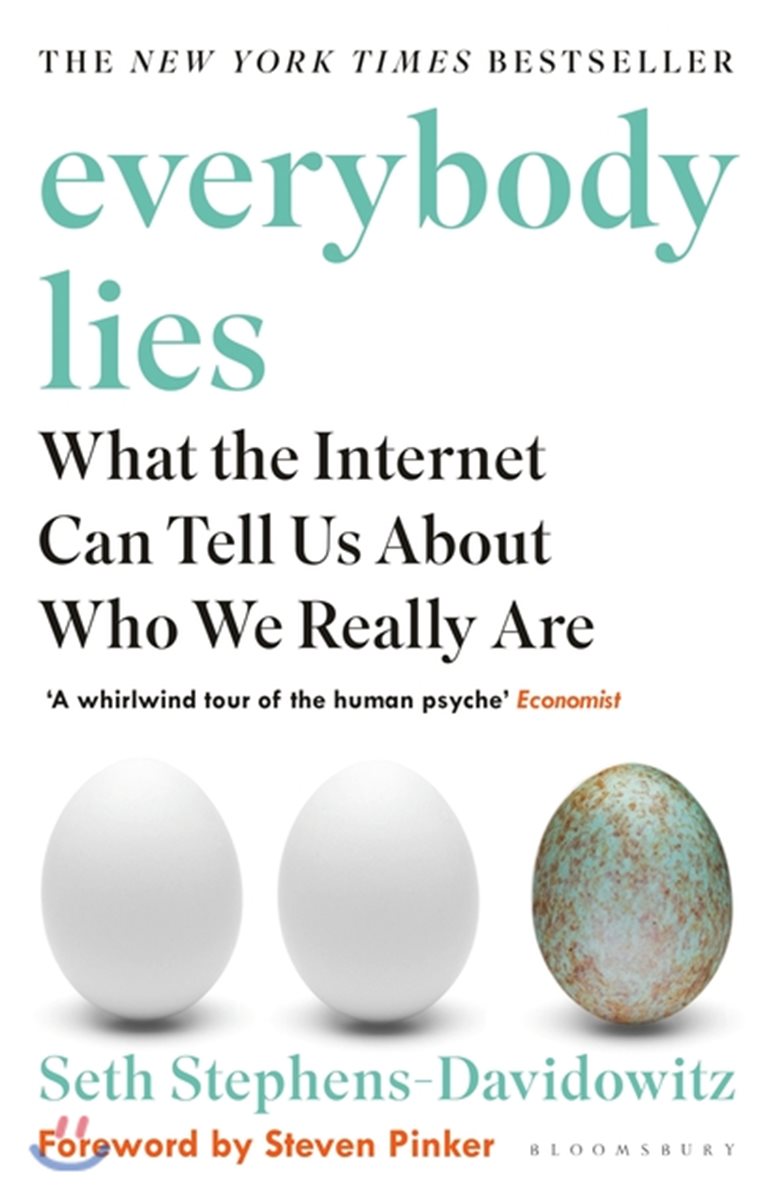 THE NEW YORK TIMES BESTSELLER
everybody
lies
What the Internet
Can Tell Us About
Who We Really Are
‘A whirlwind tour of the human psyche’ Economist
Seth Stephens-Davidowitz
Foreword by Steven Pinker
BLOOMSBURY